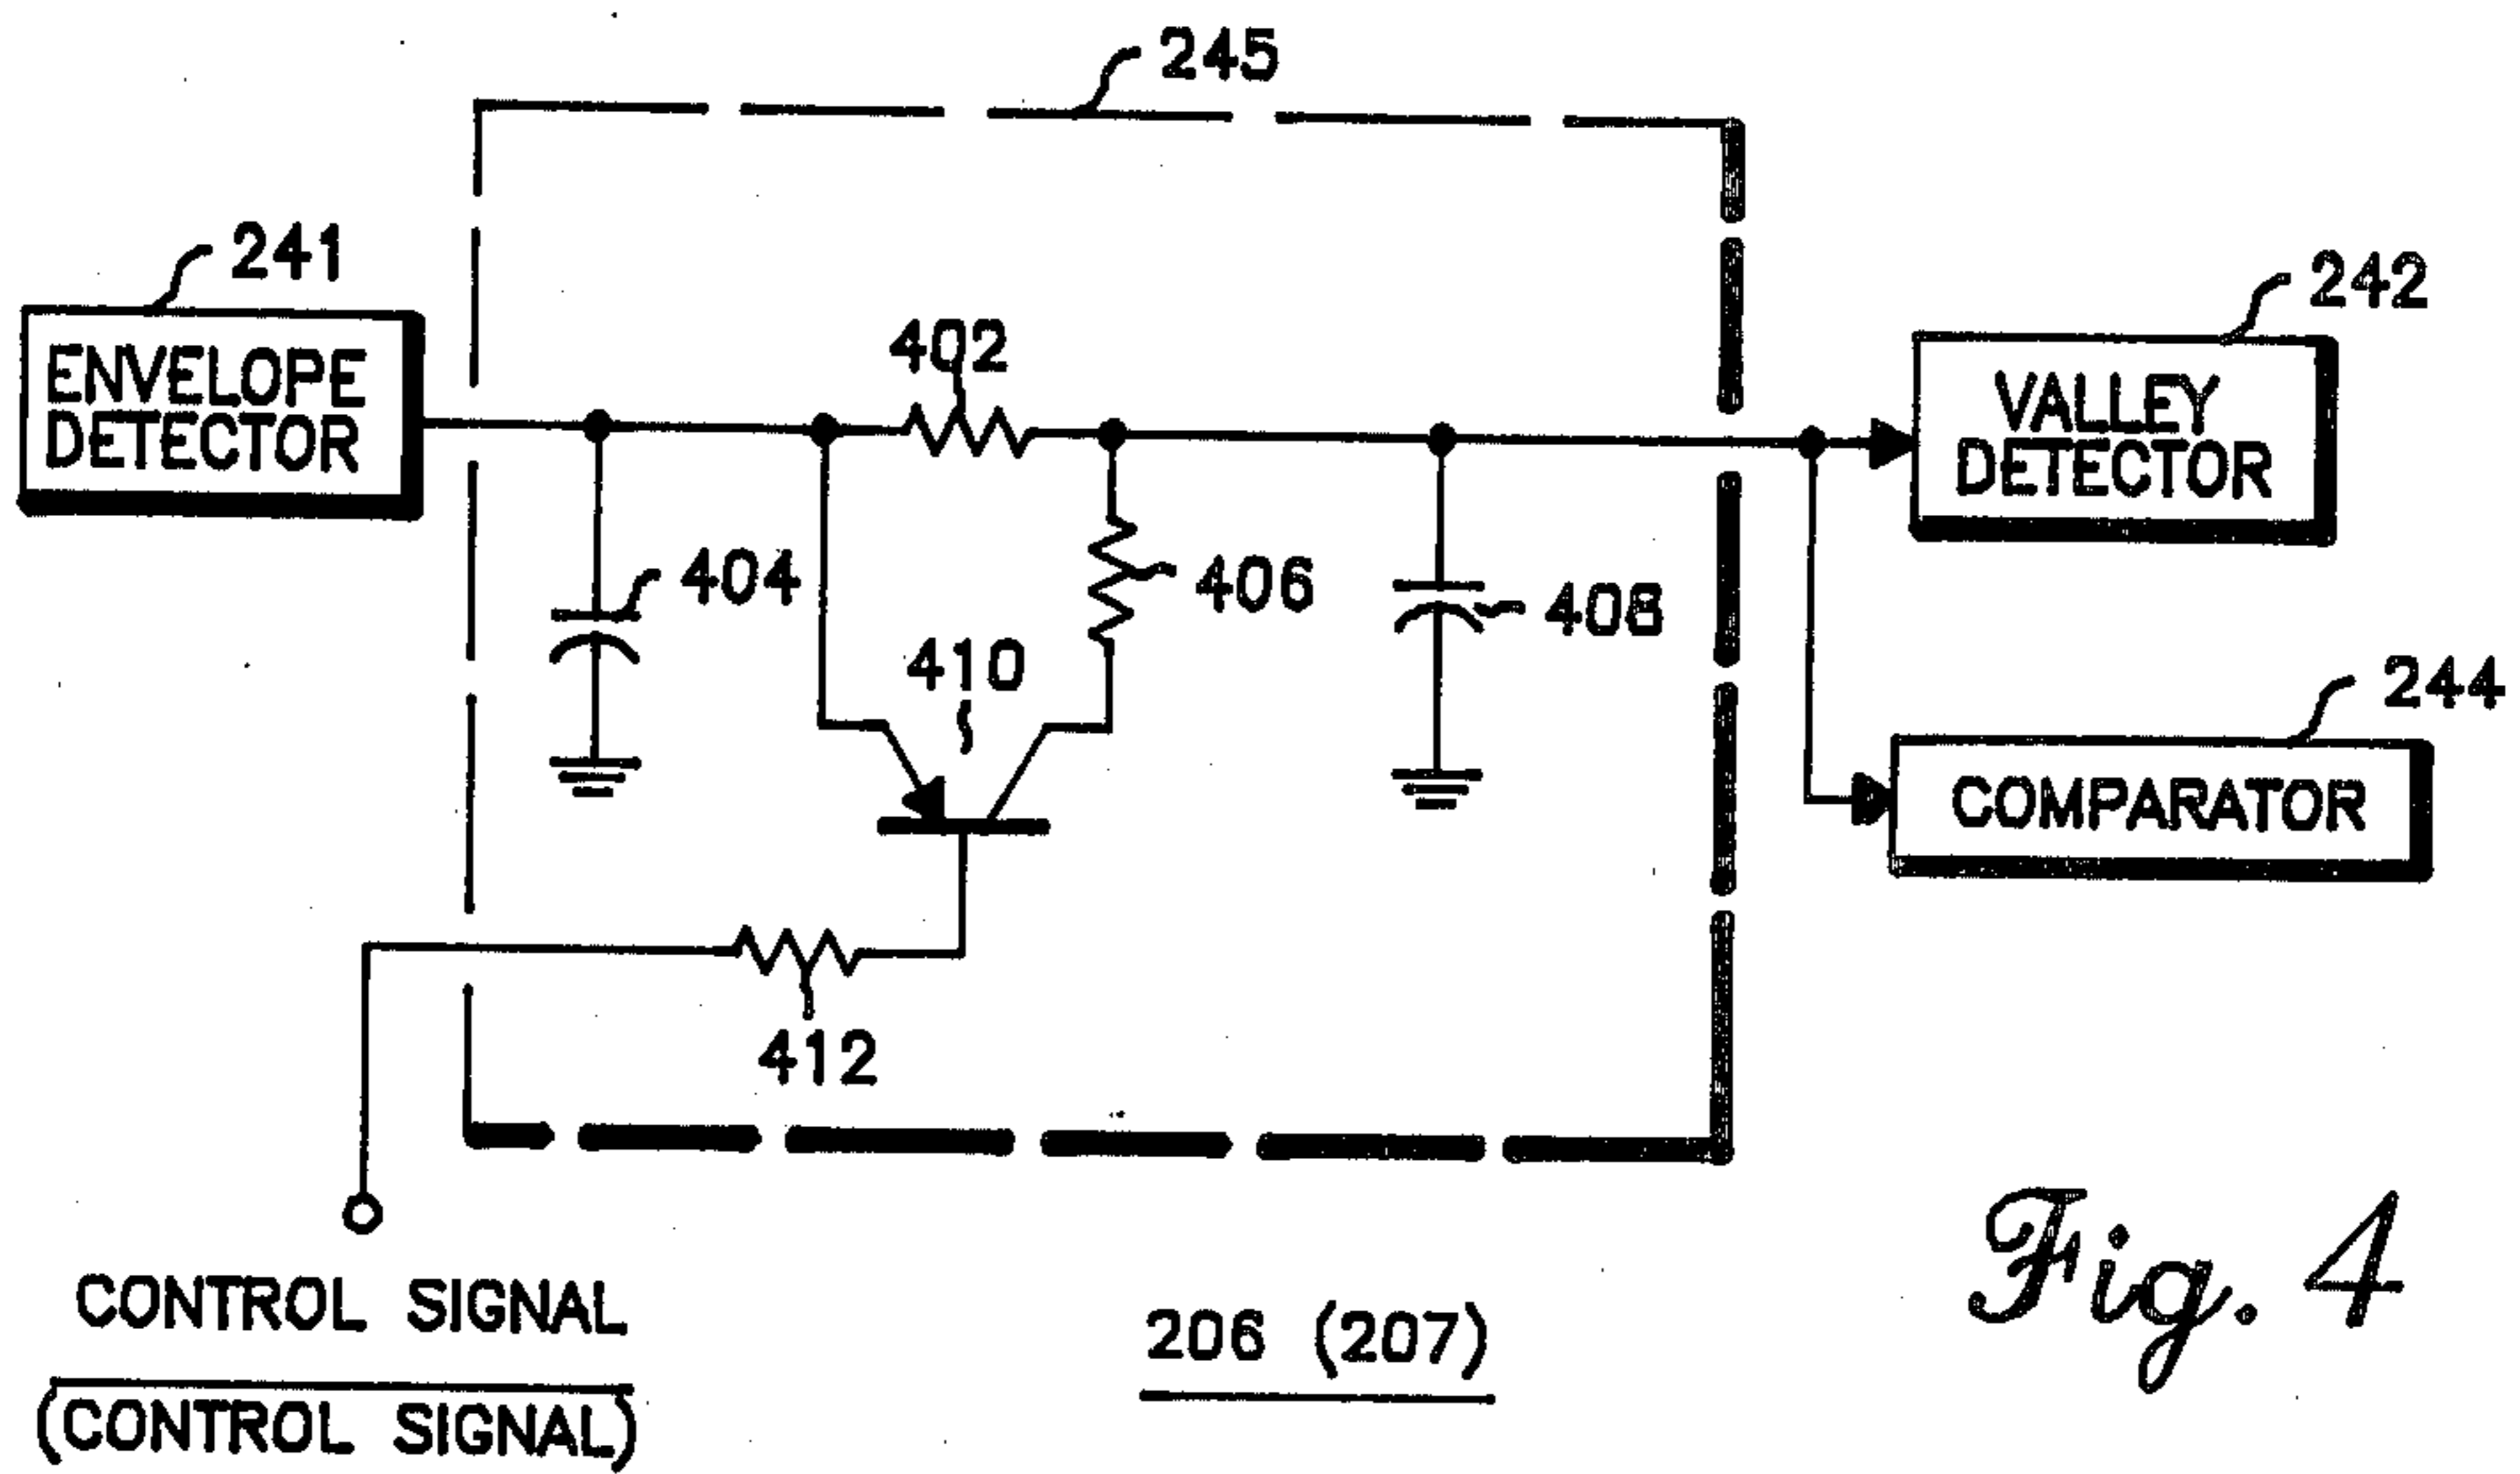 245
241
242
ENVELOPE
DETECTOR
402
VALLEY
DETECTOR
404
406
408
410
244
COMPARATOR
412
CONTROL SIGNAL
(CONTROL SIGNAL)
206 (207)
Fig. 4